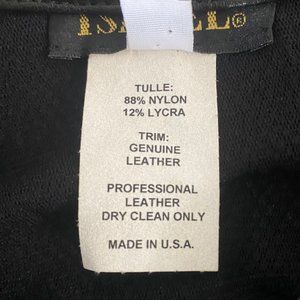 TULLE:
88% NYLON
12% LYCRA
TRIM:
GENUINE
LEATHER
PROFESSIONAL
LEATHER
DRY CLEAN ONLY
MADE IN U.S.A.